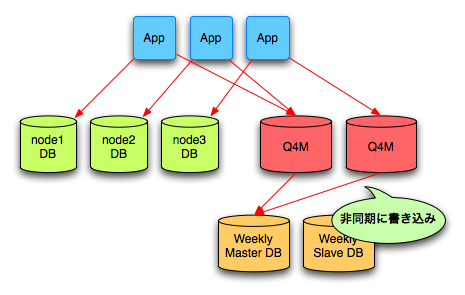 App
App
App
node1
DB
node2
DB
node3
DB
Q4M
Q4M
非同期に書き込み
Weekly
Master DB
Weekly
Slave DB